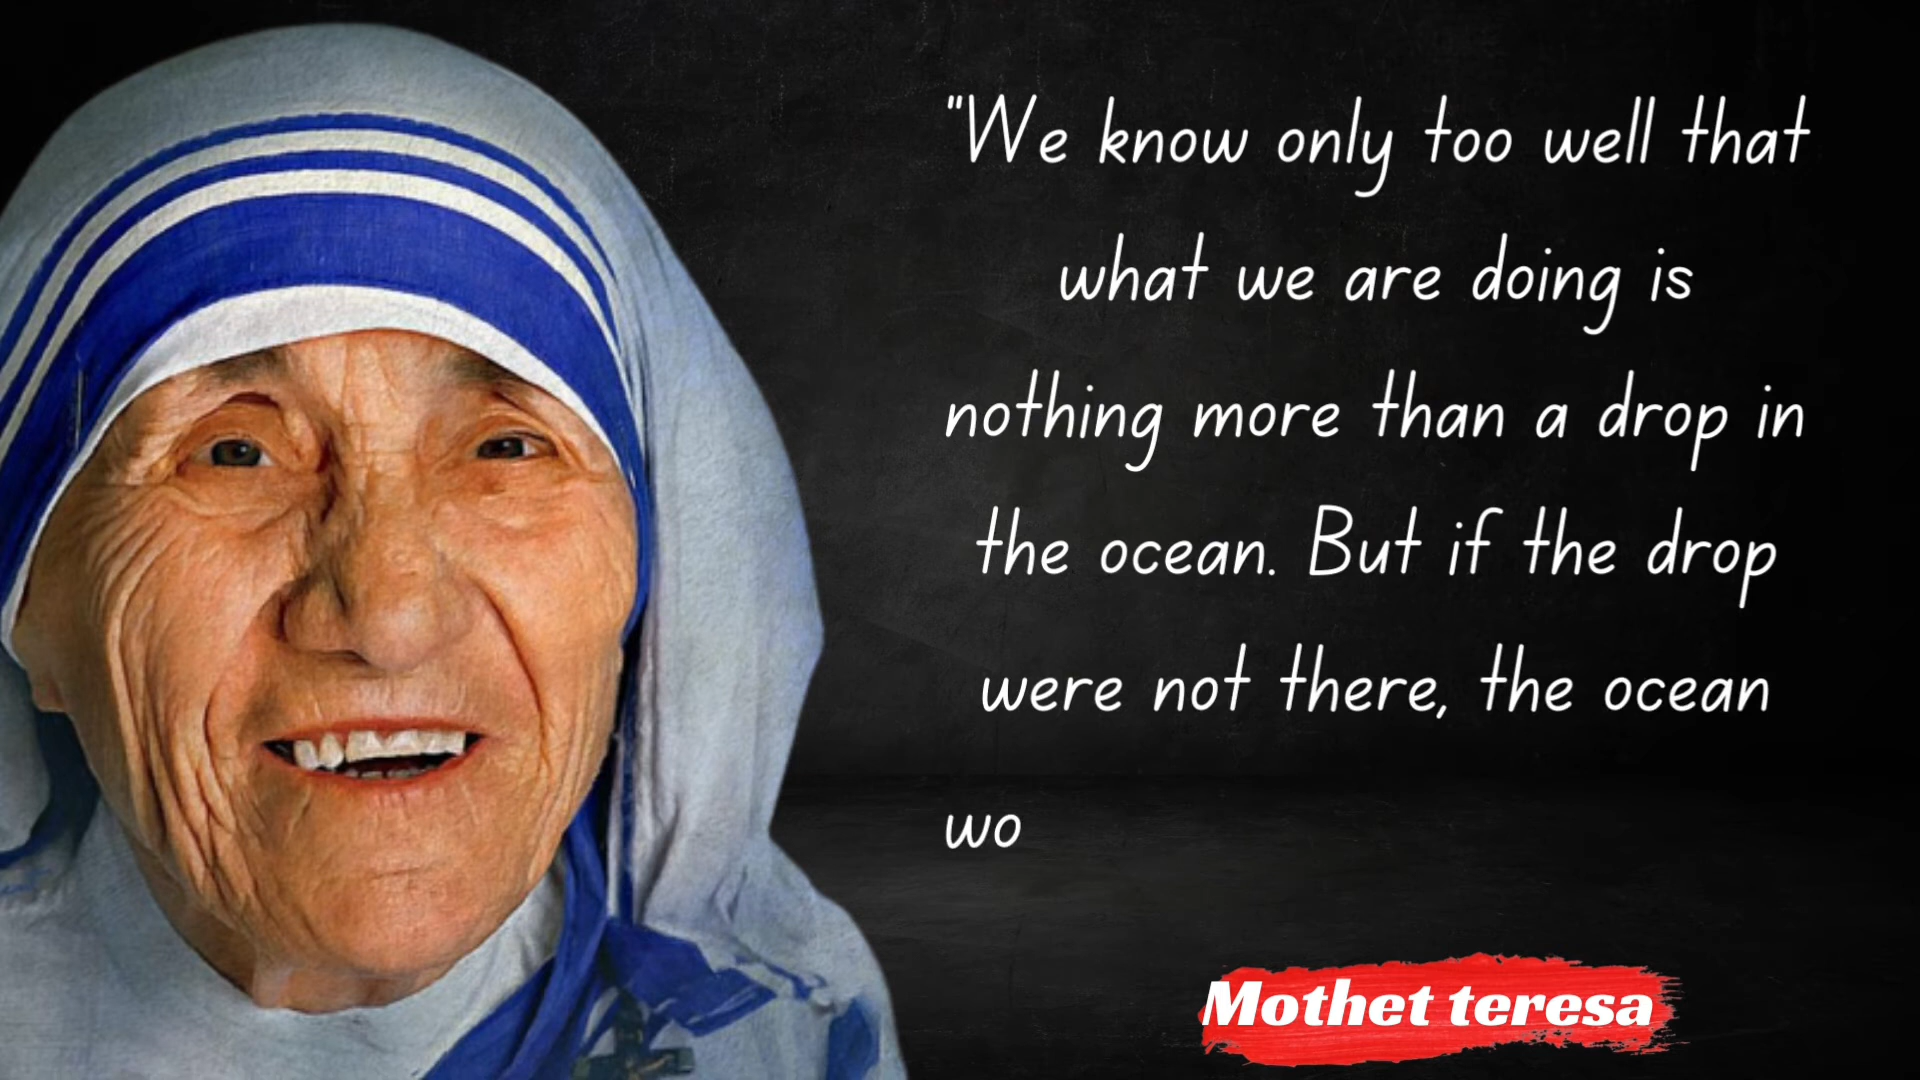 "We know only too well that
what we are doing is
nothing more than a drop in
the ocean. But if the drop
were not there, the ocean
wo
Mothet teresa